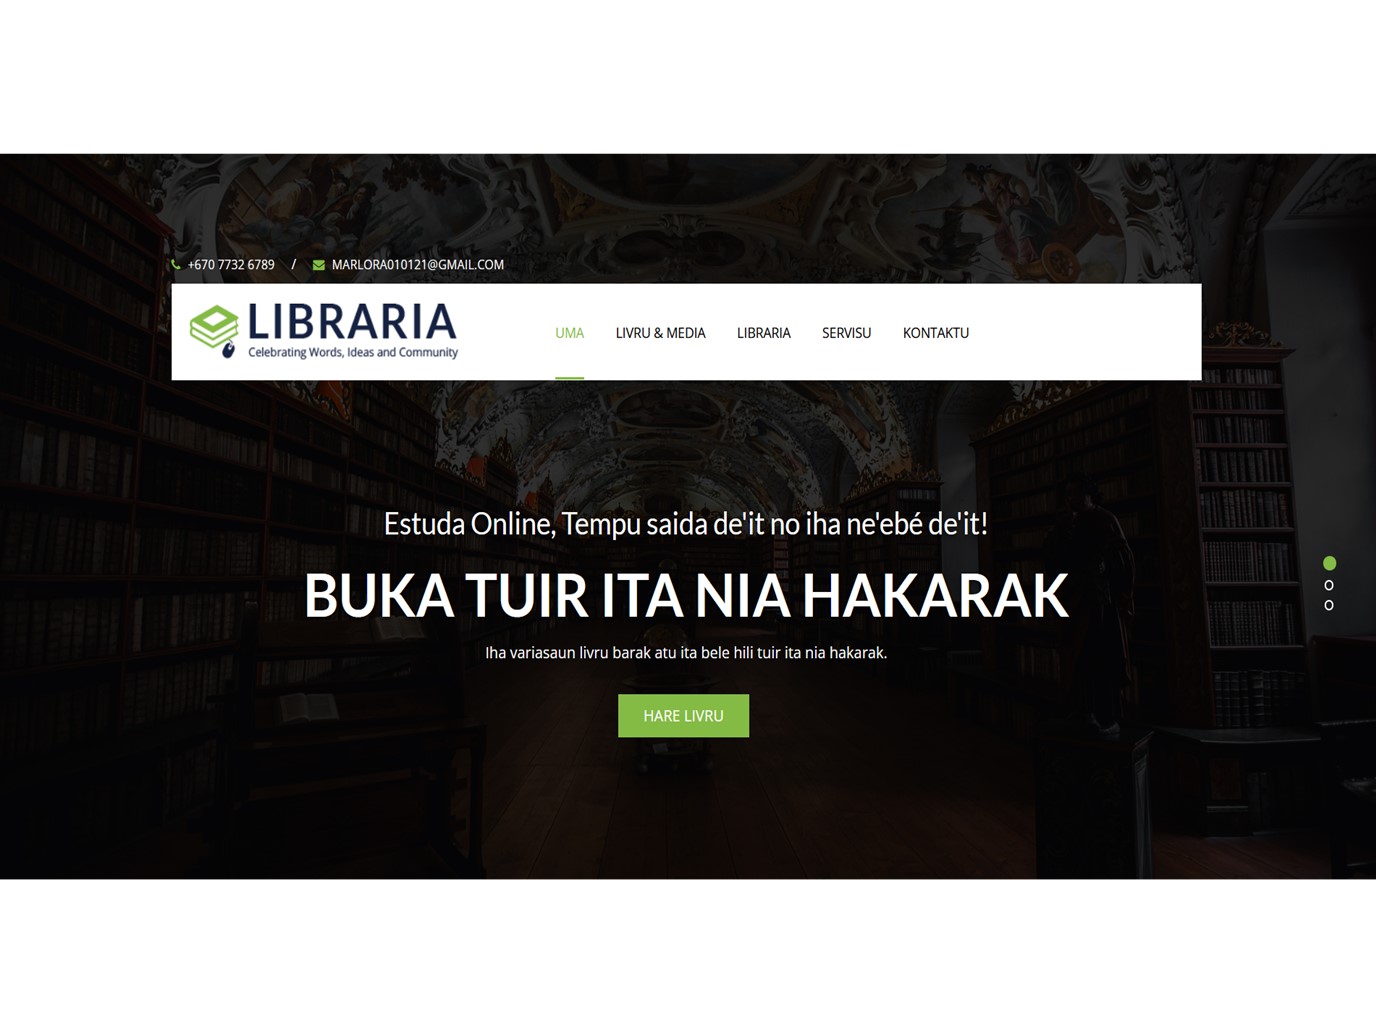 +670 7732 6789 / MARLORA010121@GMAIL.COM
LIBRARIA
Celebrating Words, Ideas and Community
UMA LIVRU & MEDIA LIBRARIA SERVISU KONTAKTU
Estuda Online, Tempu saida de'it no iha ne'ebé de'it!
BUKA TUIR ITA NIA HAKARAK
Iha variasaun livru barak atu ita bele hili tuir ita nia hakarak.
HARE LIVRU